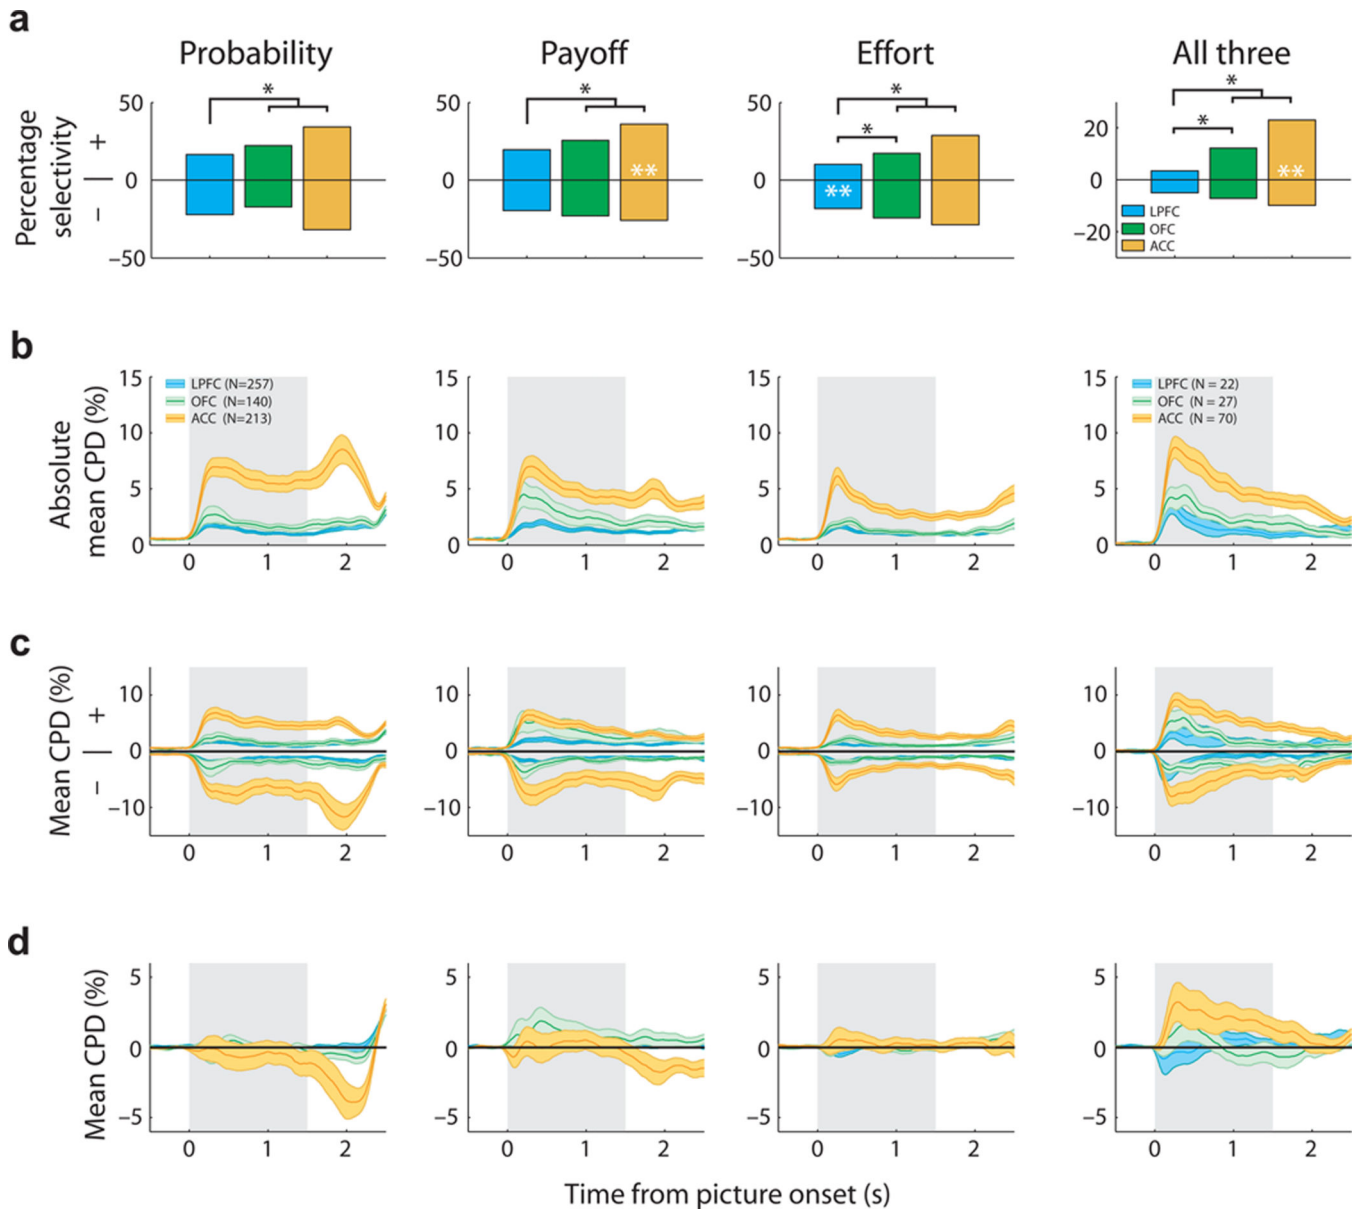 a
Probability
Payoff
Effort
All three
Percentage
selectivity
− | +
50
0
−50
*
50
0
−50
*
**
50
0
−50
*
*
**
20
0
−20
*
*
**
LPFC
OFC
ACC
b
Absolute
mean CPD (%)
15
10
5
0
LPFC (N=257)
OFC (N=140)
ACC (N=213)
0 1 2
15
10
5
0
0 1 2
15
10
5
0
0 1 2
15
10
5
0
LPFC (N = 22)
OFC (N = 27)
ACC (N = 70)
0 1 2
c
Mean CPD (%)
− | +
10
0
−10
0 1 2
10
0
−10
0 1 2
10
0
−10
0 1 2
10
0
−10
0 1 2
d
Mean CPD (%)
5
0
−5
0 1 2
5
0
−5
0 1 2
5
0
−5
0 1 2
5
0
−5
0 1 2
Time from picture onset (s)